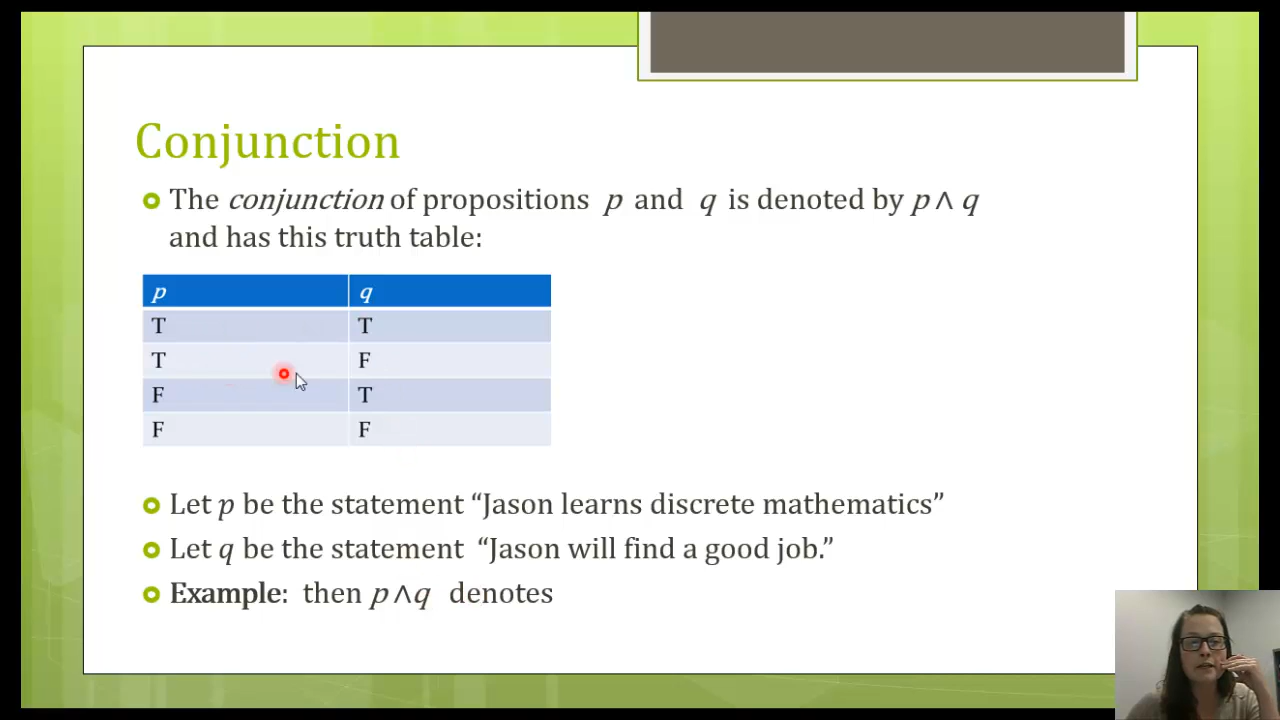 Conjunction
The conjunction of propositions p and q is denoted by p ∧ q
and has this truth table:
p q
T T
T F
F T
F F
Let p be the statement “Jason learns discrete mathematics”
Let q be the statement “Jason will find a good job.”
Example: then p ∧q denotes